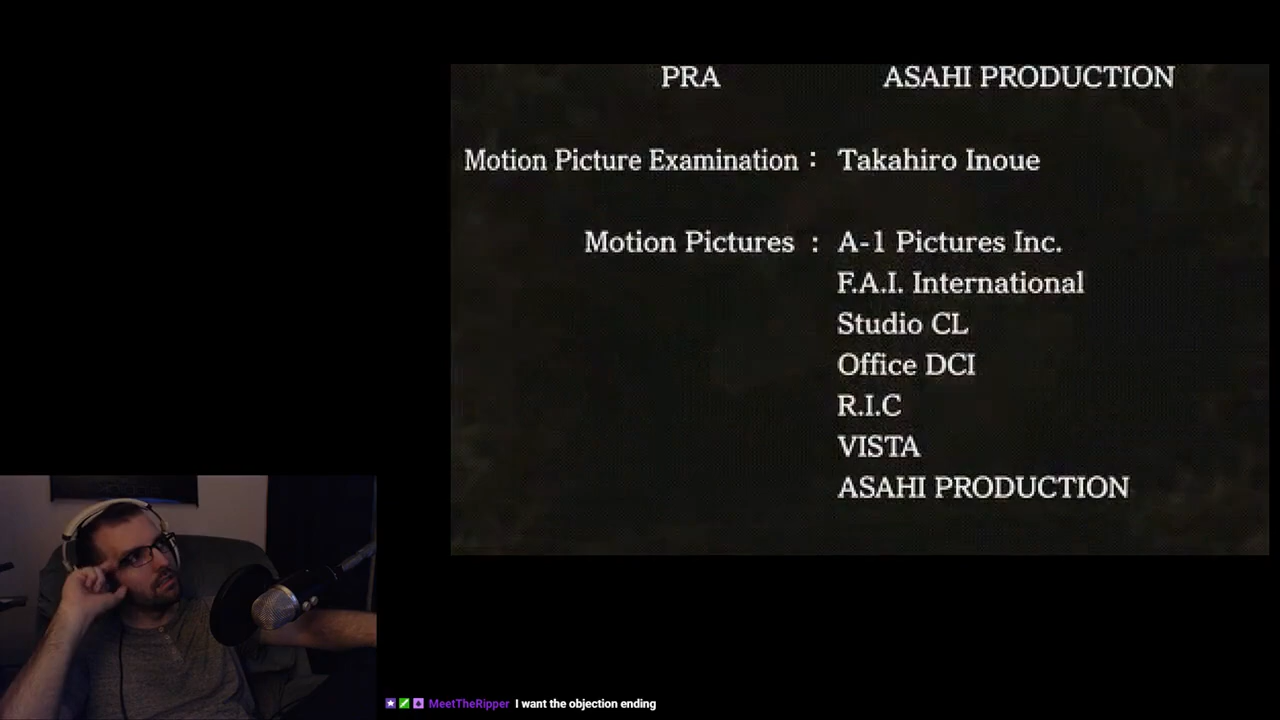 PRA ASAHI PRODUCTION
Motion Picture Examination : Takahiro Inoue
Motion Pictures : A-1 Pictures Inc.
F.A.I. International
Studio CL
Office DCI
R.I.C
VISTA
ASAHI PRODUCTION
MeetTheRipper I want the objection ending